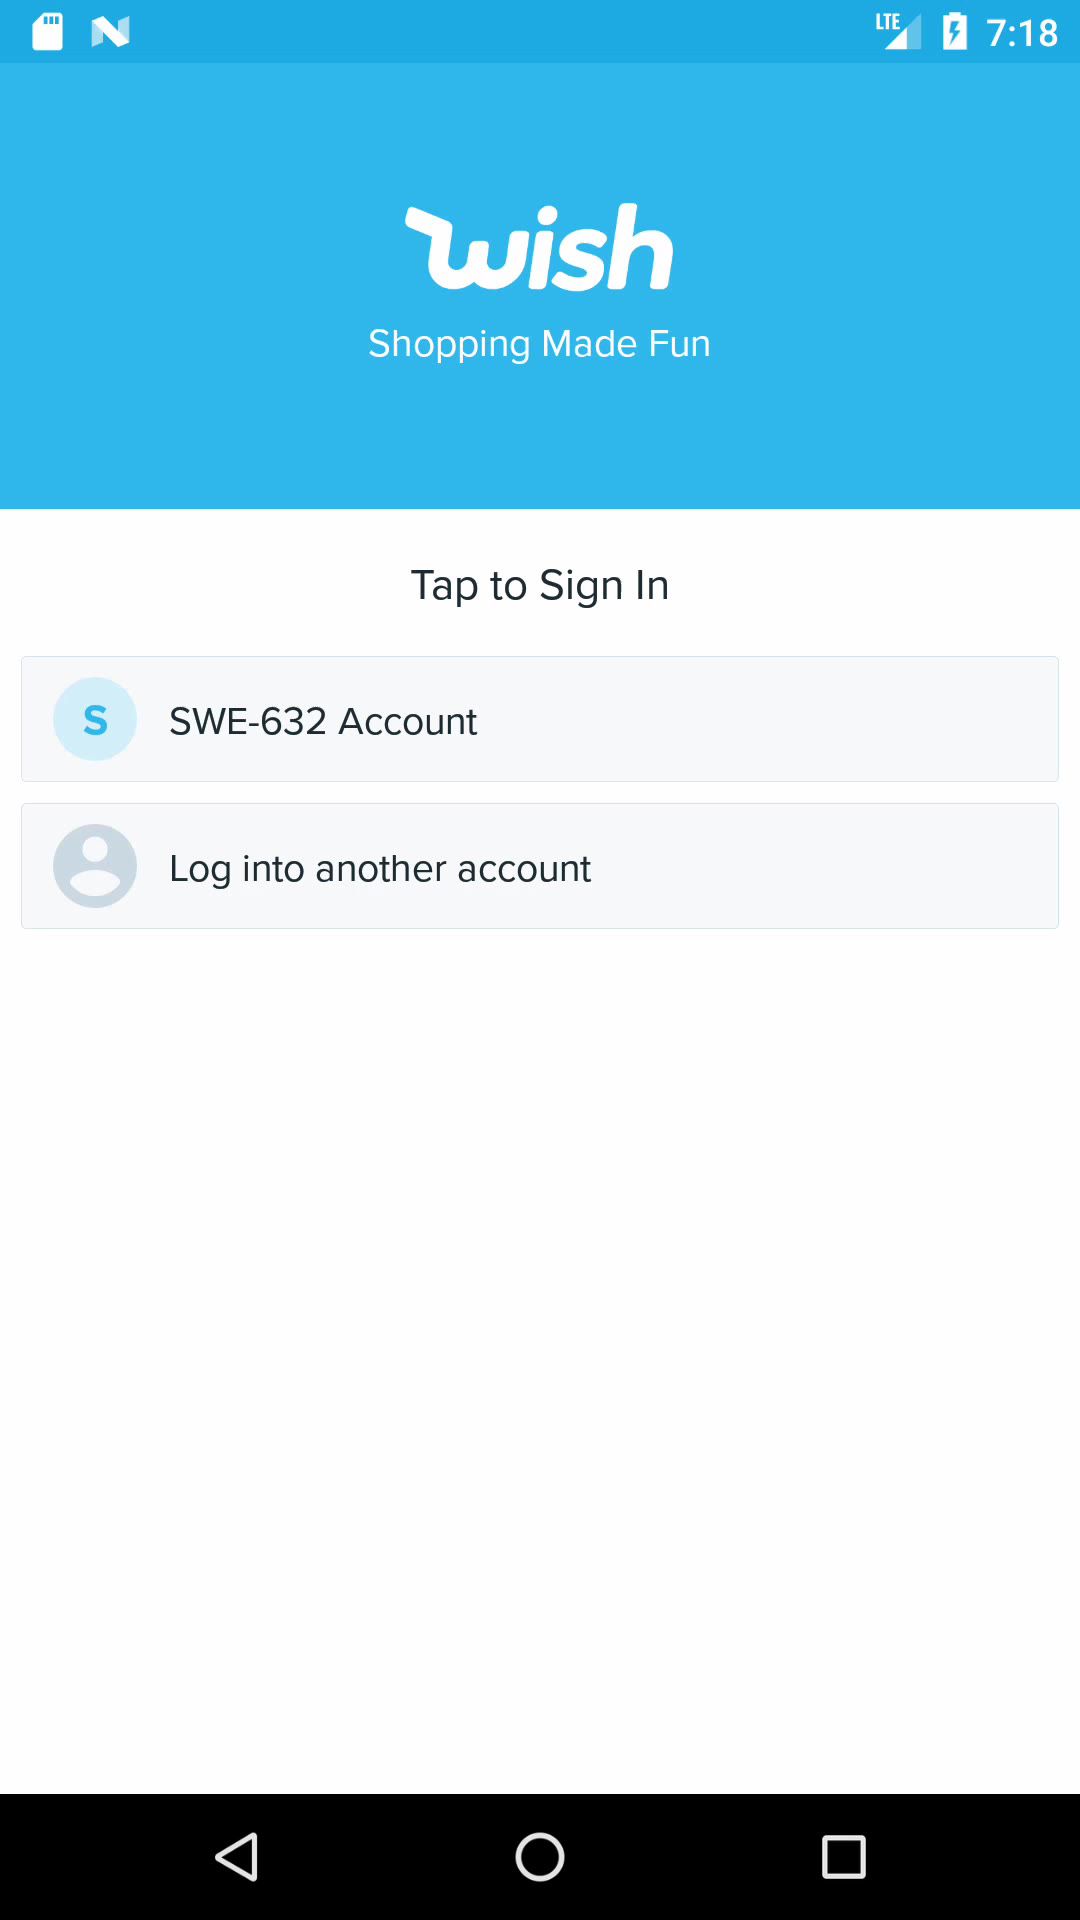 LTE 7:18
wish
Shopping Made Fun
Tap to Sign In
S SWE-632 Account
Log into another account